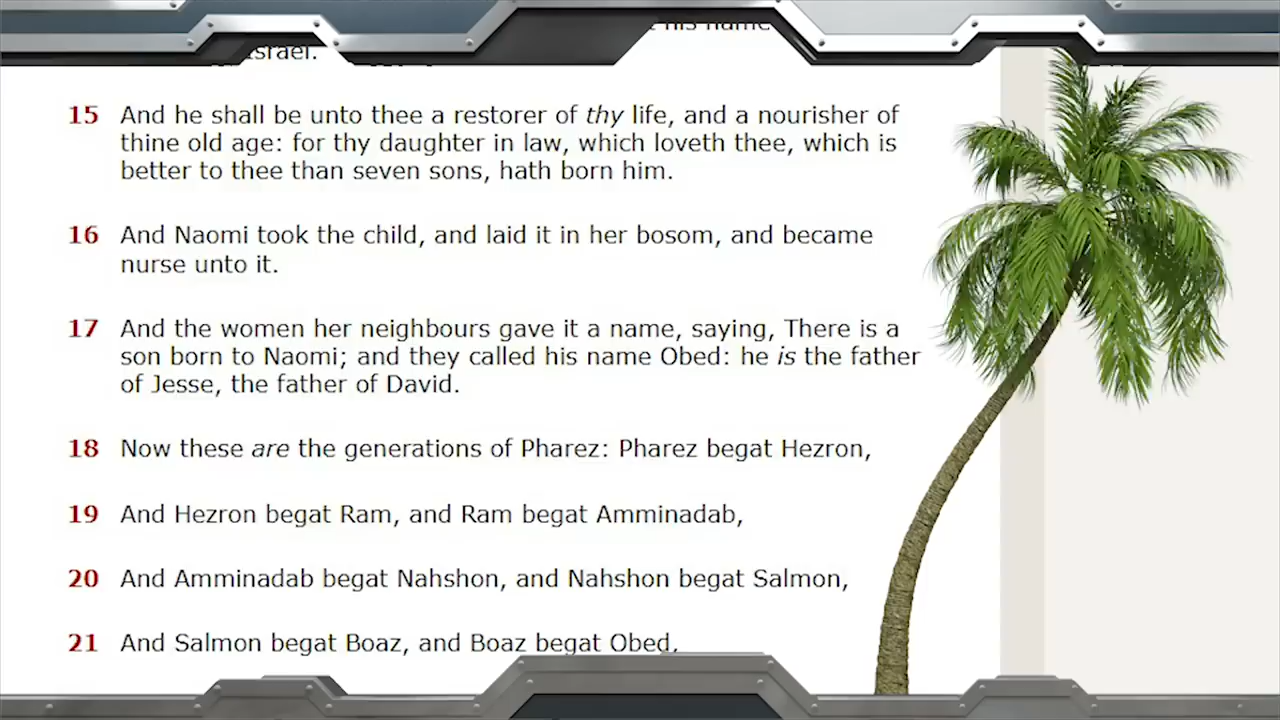 his name
Israel.
15 And he shall be unto thee a restorer of thy life, and a nourisher of
thine old age: for thy daughter in law, which loveth thee, which is
better to thee than seven sons, hath born him.
16 And Naomi took the child, and laid it in her bosom, and became
nurse unto it.
17 And the women her neighbours gave it a name, saying, There is a
son born to Naomi; and they called his name Obed: he is the father
of Jesse, the father of David.
18 Now these are the generations of Pharez: Pharez begat Hezron,
19 And Hezron begat Ram, and Ram begat Amminadab,
20 And Amminadab begat Nahshon, and Nahshon begat Salmon,
21 And Salmon begat Boaz, and Boaz begat Obed,